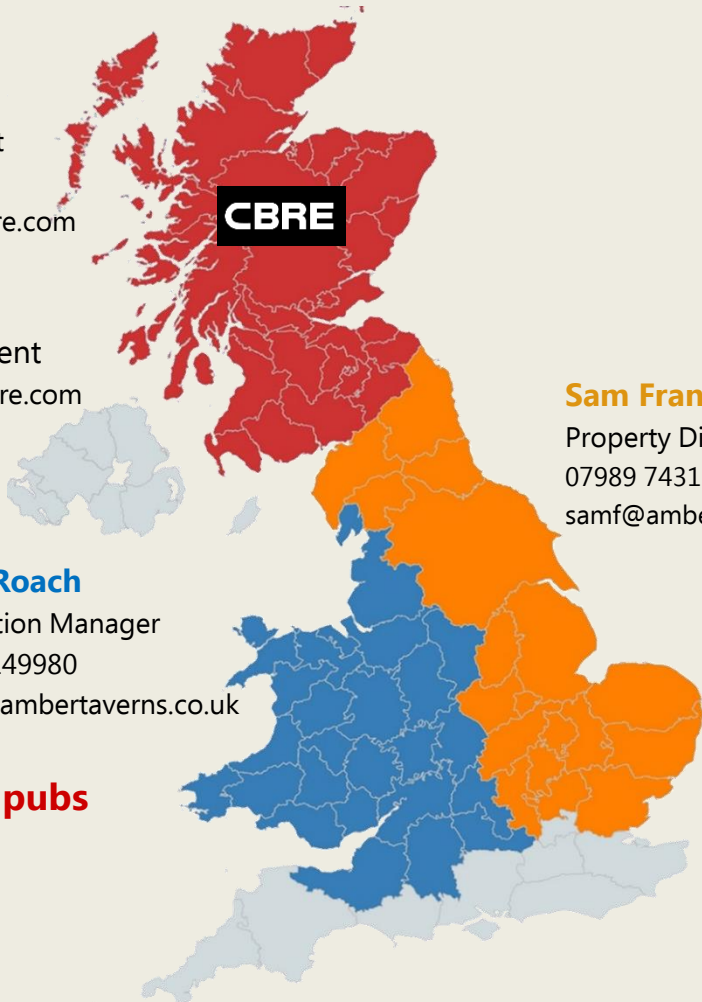 t
re.com
CBRE
ent
re.com
Sam Fran
Property Di
07989 7431
samf@ambe
Roach
tion Manager
49980
ambertaverns.co.uk
pubs